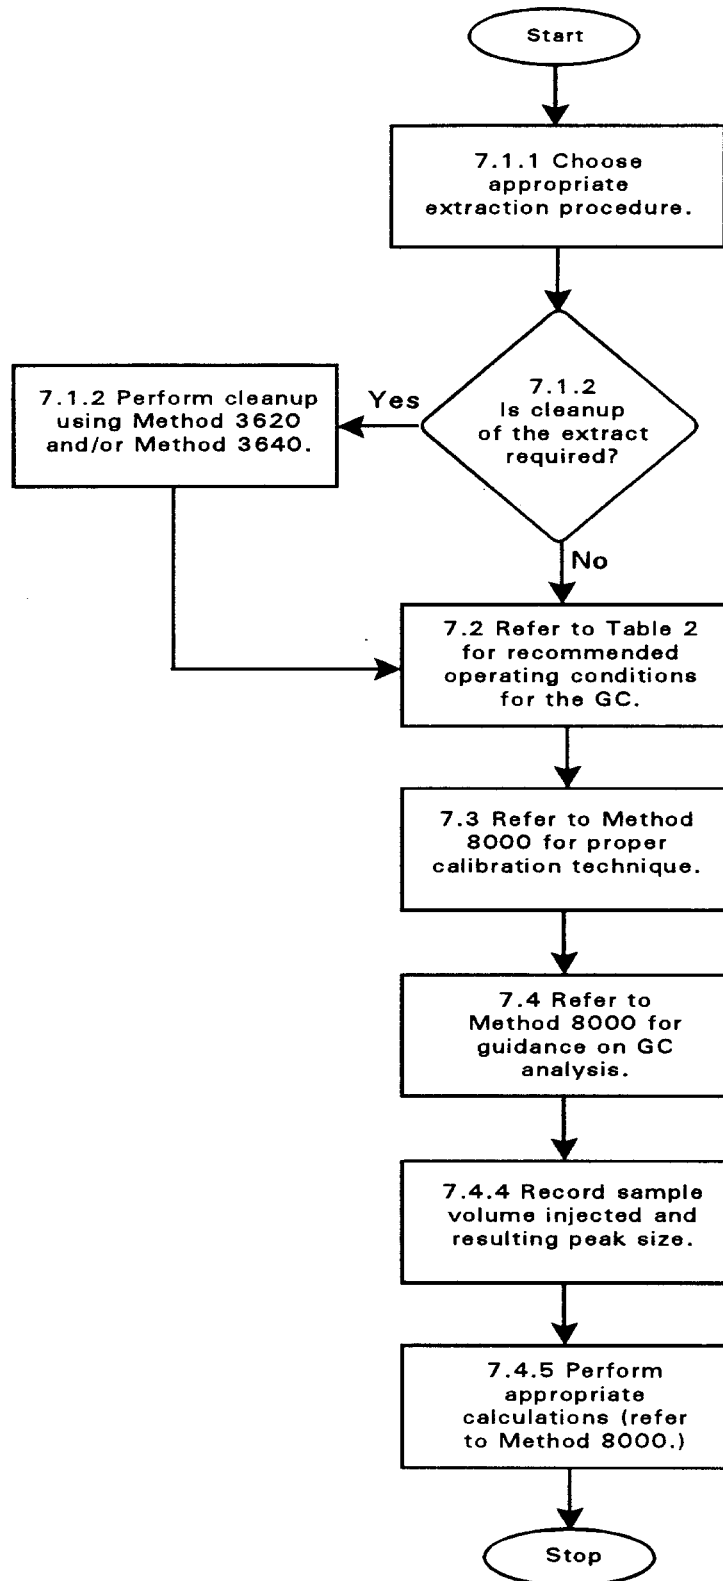 Start
7.1.1 Choose
appropriate
extraction procedure.
7.1.2
Is cleanup
of the extract
required?
Yes
7.1.2 Perform cleanup
using Method 3620
and/or Method 3640.
No
7.2 Refer to Table 2
for recommended
operating conditions
for the GC.
7.3 Refer to Method
8000 for proper
calibration technique.
7.4 Refer to
Method 8000 for
guidance on GC
analysis.
7.4.4 Record sample
volume injected and
resulting peak size.
7.4.5 Perform
appropriate
calculations (refer
to Method 8000.)
Stop